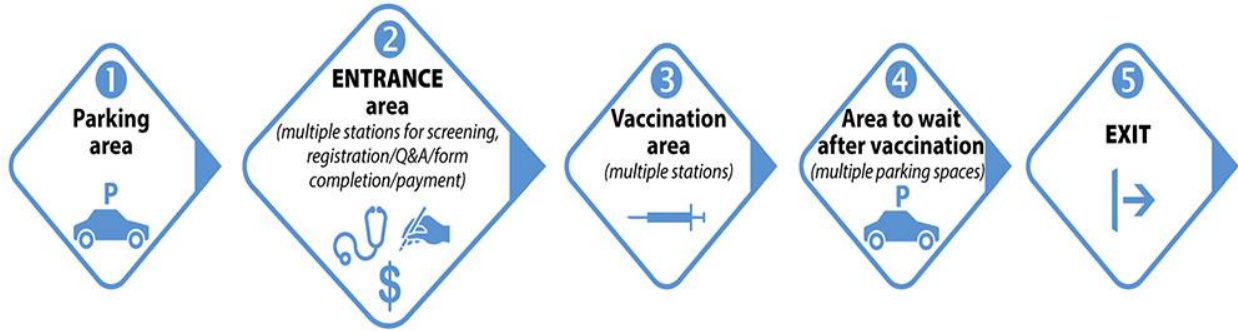 1
Parking
area
P
2
ENTRANCE
area
(multiple stations for screening,
registration/Q&A/form
completion/payment)
$
3
Vaccination
area
(multiple stations)
4
Area to wait
after vaccination
(multiple parking spaces)
P
5
EXIT